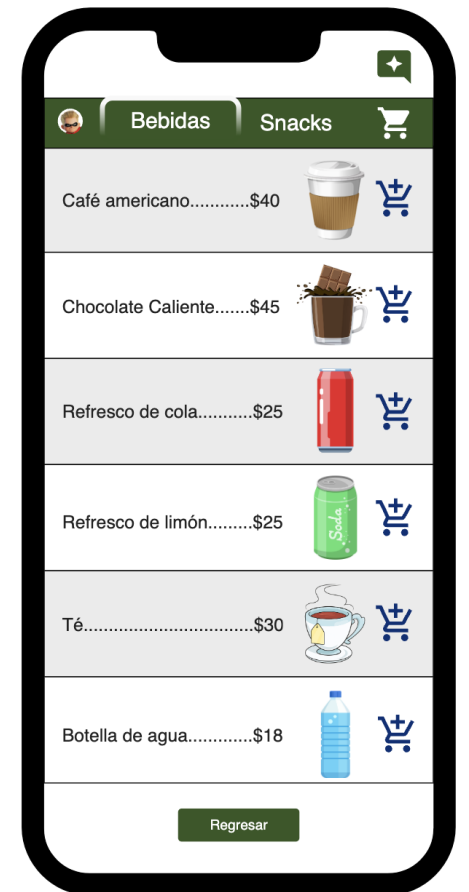 Bebidas Snacks
Café americano............$40
Chocolate Caliente.......$45
Refresco de cola...........$25
Refresco de limón.........$25
Soda
Té..................................$30
Botella de agua.............$18
Regresar